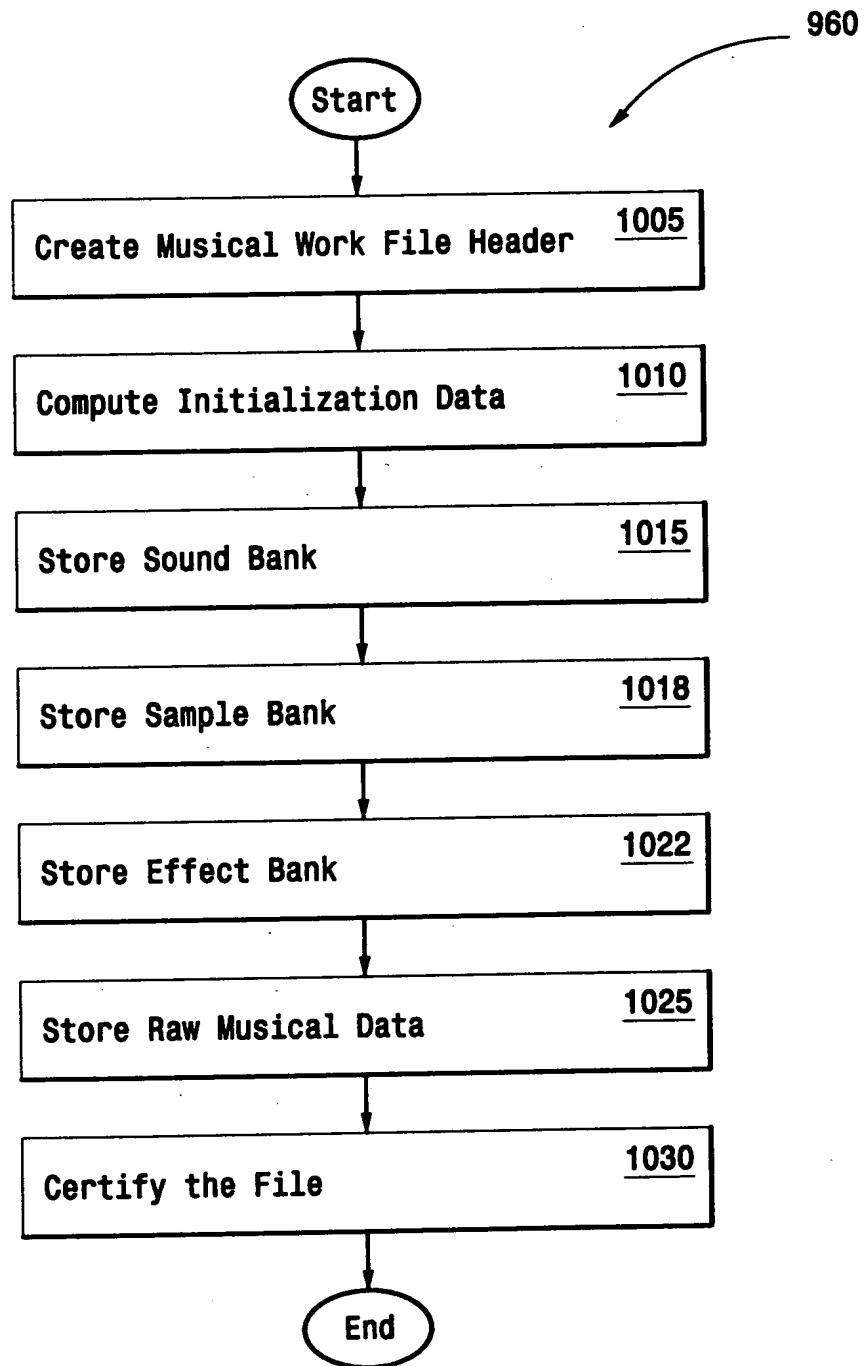 960
Start
Create Musical Work File Header 1005
Compute Initialization Data 1010
Store Sound Bank 1015
Store Sample Bank 1018
Store Effect Bank 1022
Store Raw Musical Data 1025
Certify the File 1030
End